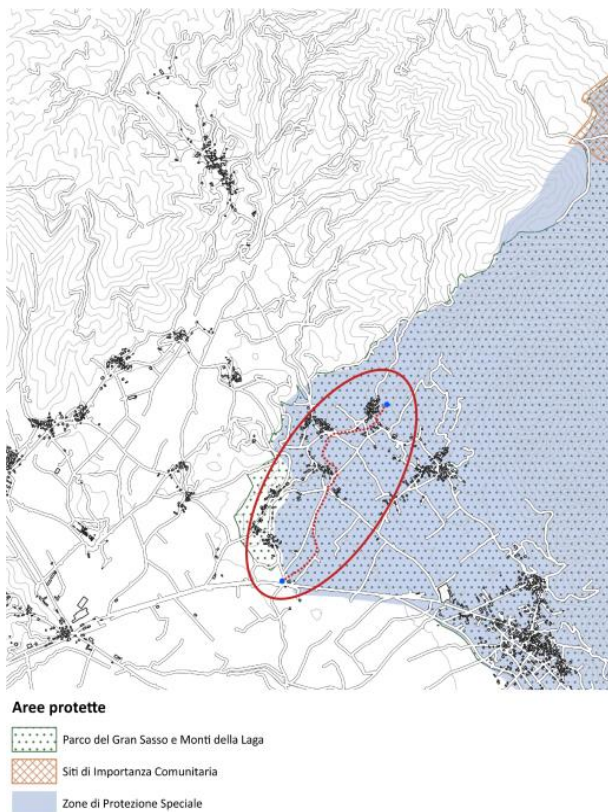 Aree protette
Parco del Gran Sasso e Monti della Laga
Siti di Importanza Comunitaria
Zone di Protezione Speciale